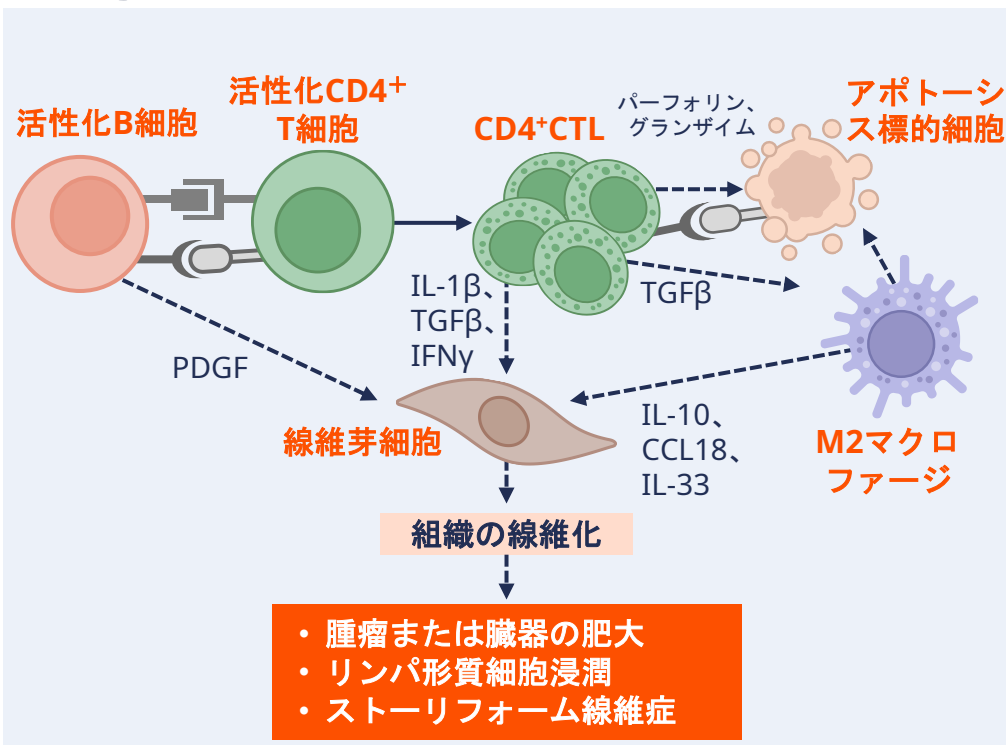 活性化B細胞
活性化CD4⁺
T細胞
CD4⁺CTL
パーフォリン、
グランザイム
アポトーシ
ス標的細胞
IL-1β、
TGFβ、
IFNγ
TGFβ
PDGF
線維芽細胞
IL-10、
CCL18、
IL-33
M2マクロ
ファージ
組織の線維化
• 腫瘤または臓器の肥大
• リンパ形質細胞浸潤
• ストーリフォーム線維症